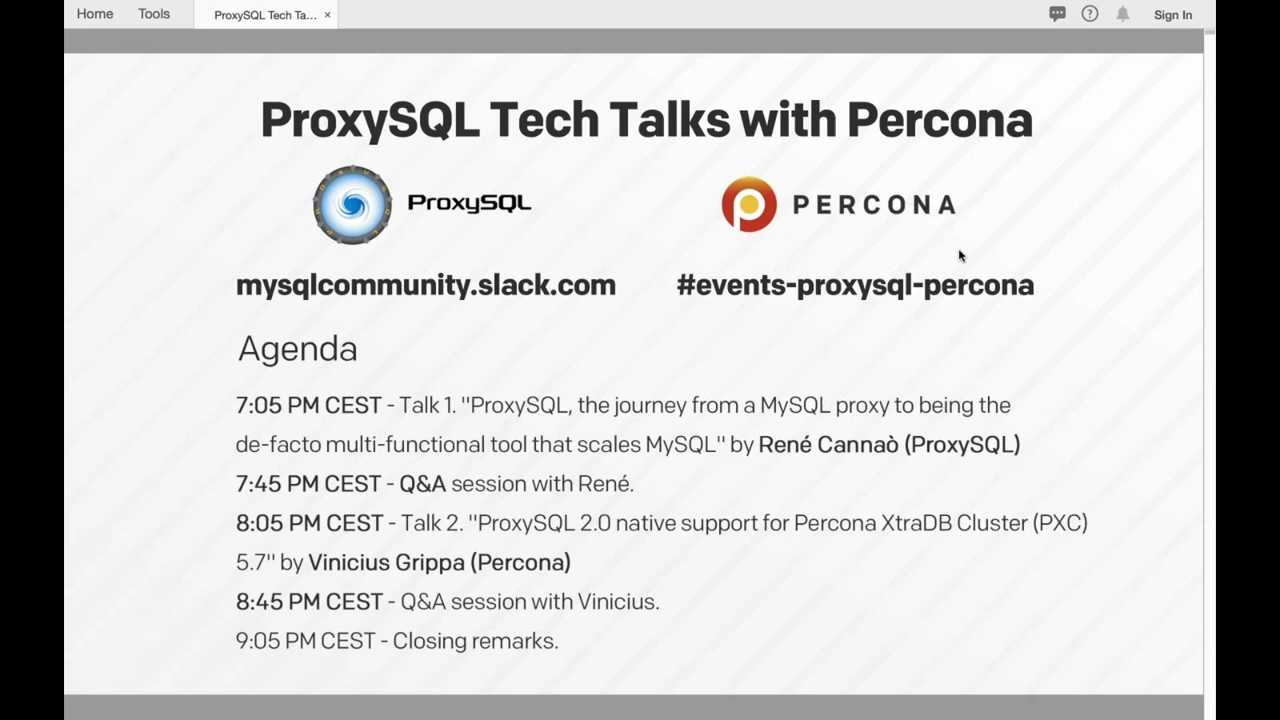 Home Tools ProxySQL Tech Ta... × Sign In
ProxySQL Tech Talks with Percona
ProxySQL PERCONA
mysqlcommunity.slack.com #events-proxysql-percona
Agenda
7:05 PM CEST - Talk 1. "ProxySQL, the journey from a MySQL proxy to being the
de-facto multi-functional tool that scales MySQL" by René Cannaò (ProxySQL)
7:45 PM CEST - Q&A session with René.
8:05 PM CEST - Talk 2. "ProxySQL 2.0 native support for Percona XtraDB Cluster (PXC)
5.7" by Vinicius Grippa (Percona)
8:45 PM CEST - Q&A session with Vinicius.
9:05 PM CEST - Closing remarks.